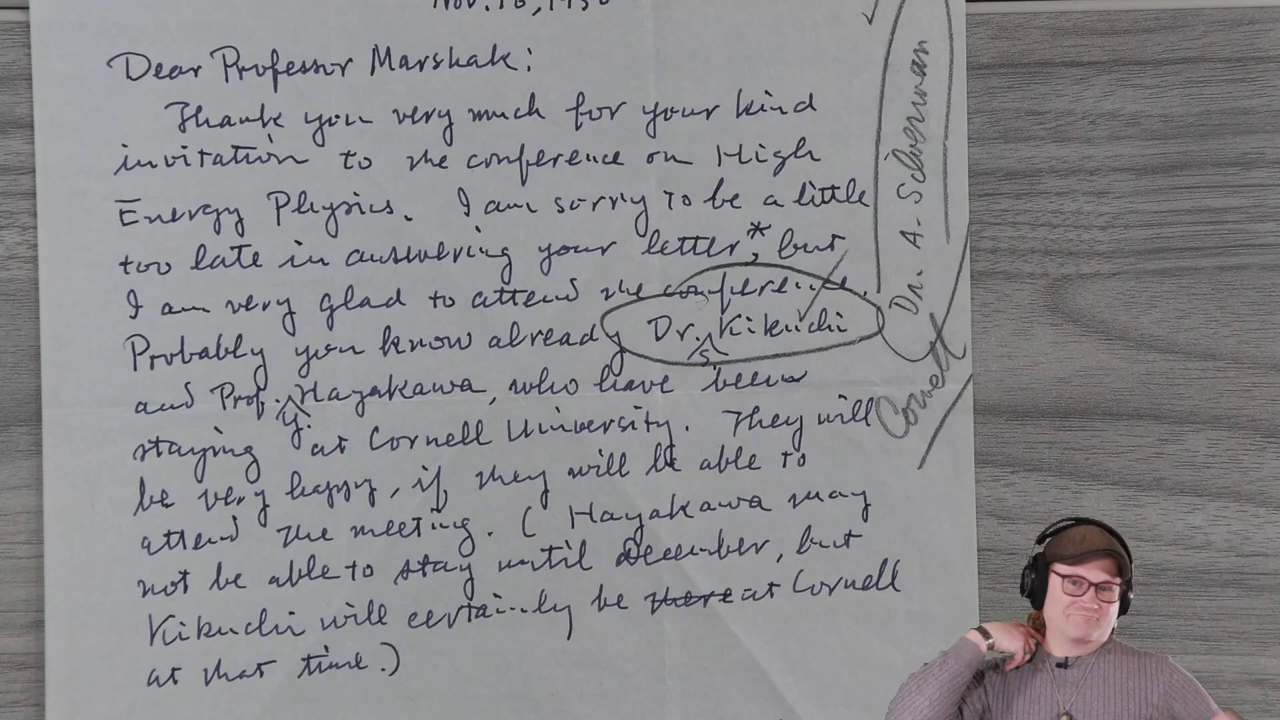 Nov. 16, 1950
Dear Professor Marshak:
Thank you very much for your kind
invitation to the conference on High
Energy Physics. I am sorry to be a little
too late in answering your letter,* but
I am very glad to attend the conference.
Probably you know already Dr. S. Kikuchi
and Prof. Y. Hayakawa, who have been
staying at Cornell University. They will
be very happy, if they will be able to
attend the meeting. ( Hayakawa may
not be able to stay until December, but
Kikuchi will certainly be there at Cornell
at that time.)
Dr. A. Silverman
Cornell